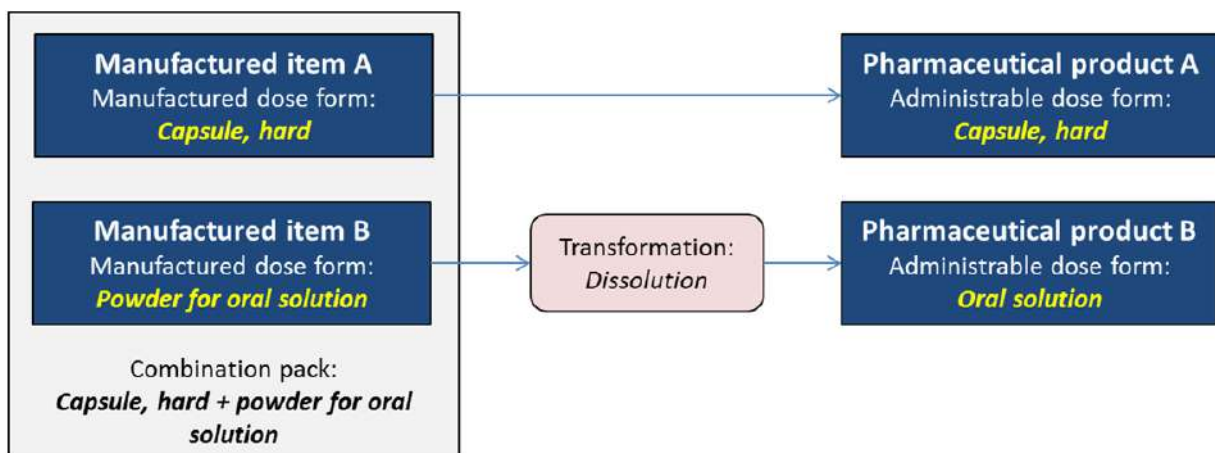 Manufactured item A
Manufactured dose form:
Capsule, hard
Pharmaceutical product A
Administrable dose form:
Capsule, hard
Manufactured item B
Manufactured dose form:
Powder for oral solution
Transformation:
Dissolution
Pharmaceutical product B
Administrable dose form:
Oral solution
Combination pack:
Capsule, hard + powder for oral
solution